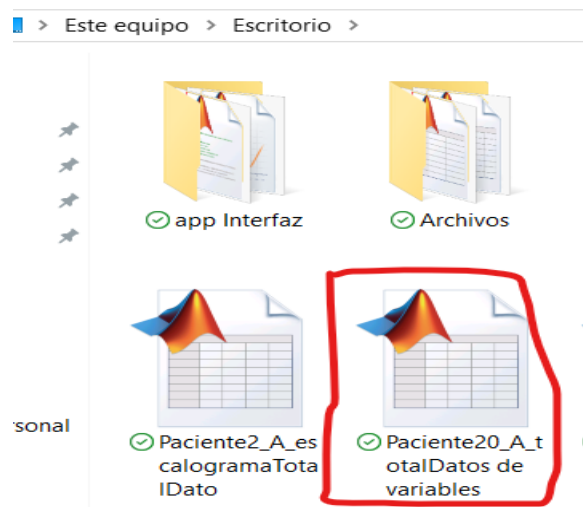 > Este equipo > Escritorio >
app Interfaz
Archivos
rsonal
Paciente2_A_es
calogramaTota
lDato
Paciente20_A_t
otalDatos de
variables